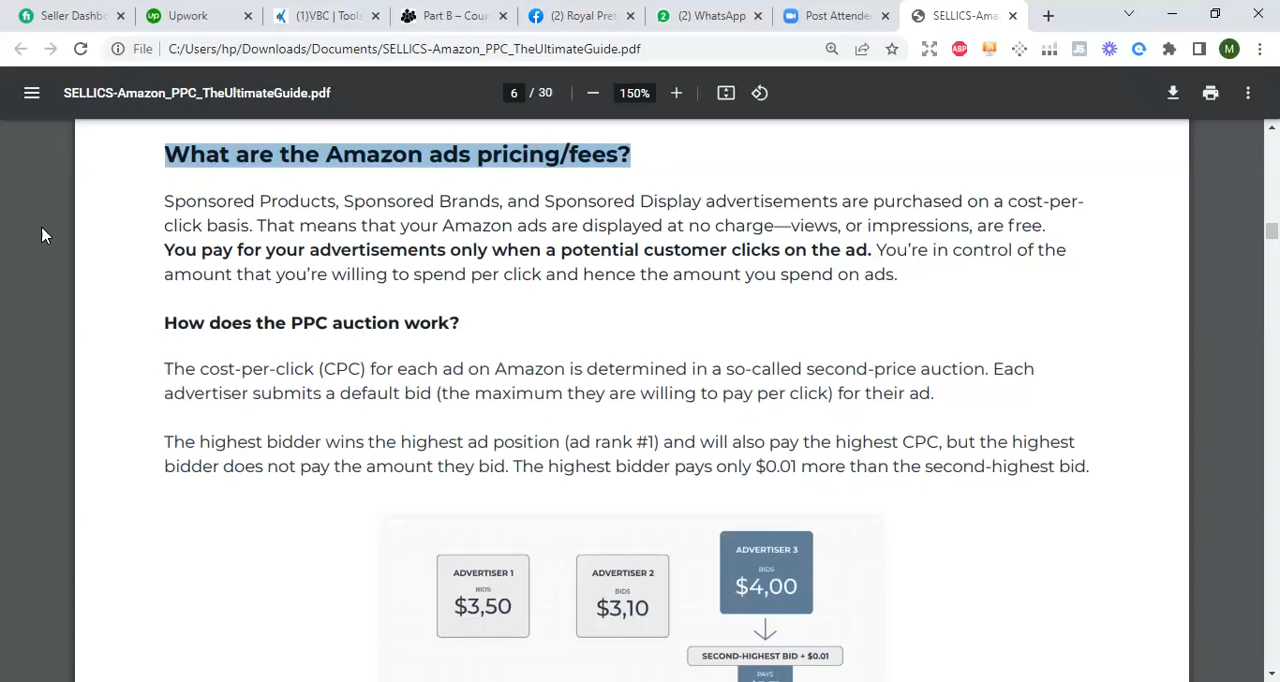 Seller Dashbo
Upwork
(1)VBC | Tools
Part B – Cour
(2) Royal Pre
(2) WhatsApp
Post Attende
SELLICS-Ama
File
C:/Users/hp/Downloads/Documents/SELLICS-Amazon_PPC_TheUltimateGuide.pdf
ABP
JS
M
SELLICS-Amazon_PPC_TheUltimateGuide.pdf
6 / 30
150%
What are the Amazon ads pricing/fees?
Sponsored Products, Sponsored Brands, and Sponsored Display advertisements are purchased on a cost-per-
click basis. That means that your Amazon ads are displayed at no charge—views, or impressions, are free.
You pay for your advertisements only when a potential customer clicks on the ad. You’re in control of the
amount that you’re willing to spend per click and hence the amount you spend on ads.
How does the PPC auction work?
The cost-per-click (CPC) for each ad on Amazon is determined in a so-called second-price auction. Each
advertiser submits a default bid (the maximum they are willing to pay per click) for their ad.
The highest bidder wins the highest ad position (ad rank #1) and will also pay the highest CPC, but the highest
bidder does not pay the amount they bid. The highest bidder pays only $0.01 more than the second-highest bid.
ADVERTISER 1
BIDS
$3,50
ADVERTISER 2
BIDS
$3,10
ADVERTISER 3
BIDS
$4,00
SECOND-HIGHEST BID + $0.01
PAYS